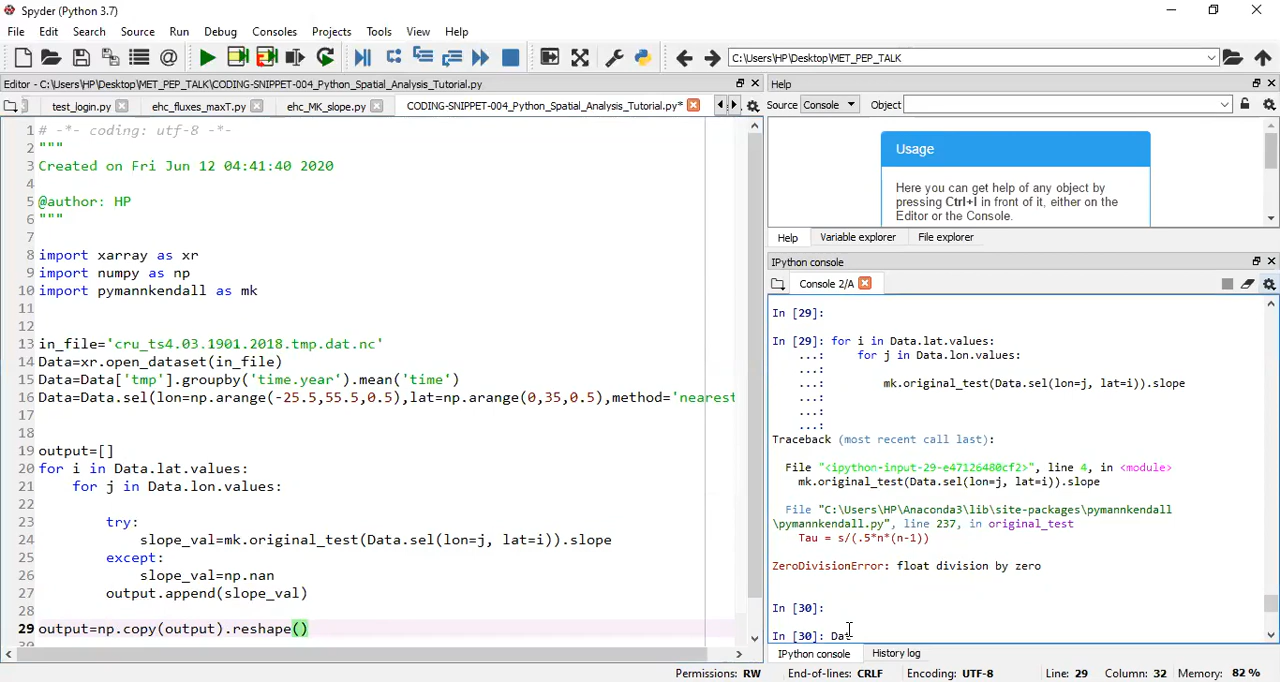 Spyder (Python 3.7)
File Edit Search Source Run Debug Consoles Projects Tools View Help
C:\Users\HP\Desktop\MET_PEP_TALK
Editor - C:\Users\HP\Desktop\MET_PEP_TALK\CODING-SNIPPET-004_Python_Spatial_Analysis_Tutorial.py
test_login.py ehc_fluxes_maxT.py ehc_MK_slope.py CODING-SNIPPET-004_Python_Spatial_Analysis_Tutorial.py*
1 # -*- coding: utf-8 -*-
2 """
3 Created on Fri Jun 12 04:41:40 2020
4
5 @author: HP
6 """
7
8 import xarray as xr
9 import numpy as np
10 import pymannkendall as mk
11
12
13 in_file='cru_ts4.03.1901.2018.tmp.dat.nc'
14 Data=xr.open_dataset(in_file)
15 Data=Data['tmp'].groupby('time.year').mean('time')
16 Data=Data.sel(lon=np.arange(-25.5,55.5,0.5),lat=np.arange(0,35,0.5),method='nearest
17
18
19 output=[]
20 for i in Data.lat.values:
21 for j in Data.lon.values:
22
23 try:
24 slope_val=mk.original_test(Data.sel(lon=j, lat=i)).slope
25 except:
26 slope_val=np.nan
27 output.append(slope_val)
28
29 output=np.copy(output).reshape()
30
Help
Source Console Object
Usage
Here you can get help of any object by
pressing Ctrl+I in front of it, either on the
Editor or the Console.
Help Variable explorer File explorer
IPython console
Console 2/A
In [29]:
In [29]: for i in Data.lat.values:
...: for j in Data.lon.values:
...:
...: mk.original_test(Data.sel(lon=j, lat=i)).slope
...:
...:
...:
Traceback (most recent call last):
File "<ipython-input-29-e47126480cf2>", line 4, in <module>
mk.original_test(Data.sel(lon=j, lat=i)).slope
File "C:\Users\HP\Anaconda3\lib\site-packages\pymannkendall
\pymannkendall.py", line 237, in original_test
Tau = s/(.5*n*(n-1))
ZeroDivisionError: float division by zero
In [30]:
In [30]: Dat
IPython console History log
Permissions: RW End-of-lines: CRLF Encoding: UTF-8 Line: 29 Column: 32 Memory: 82 %